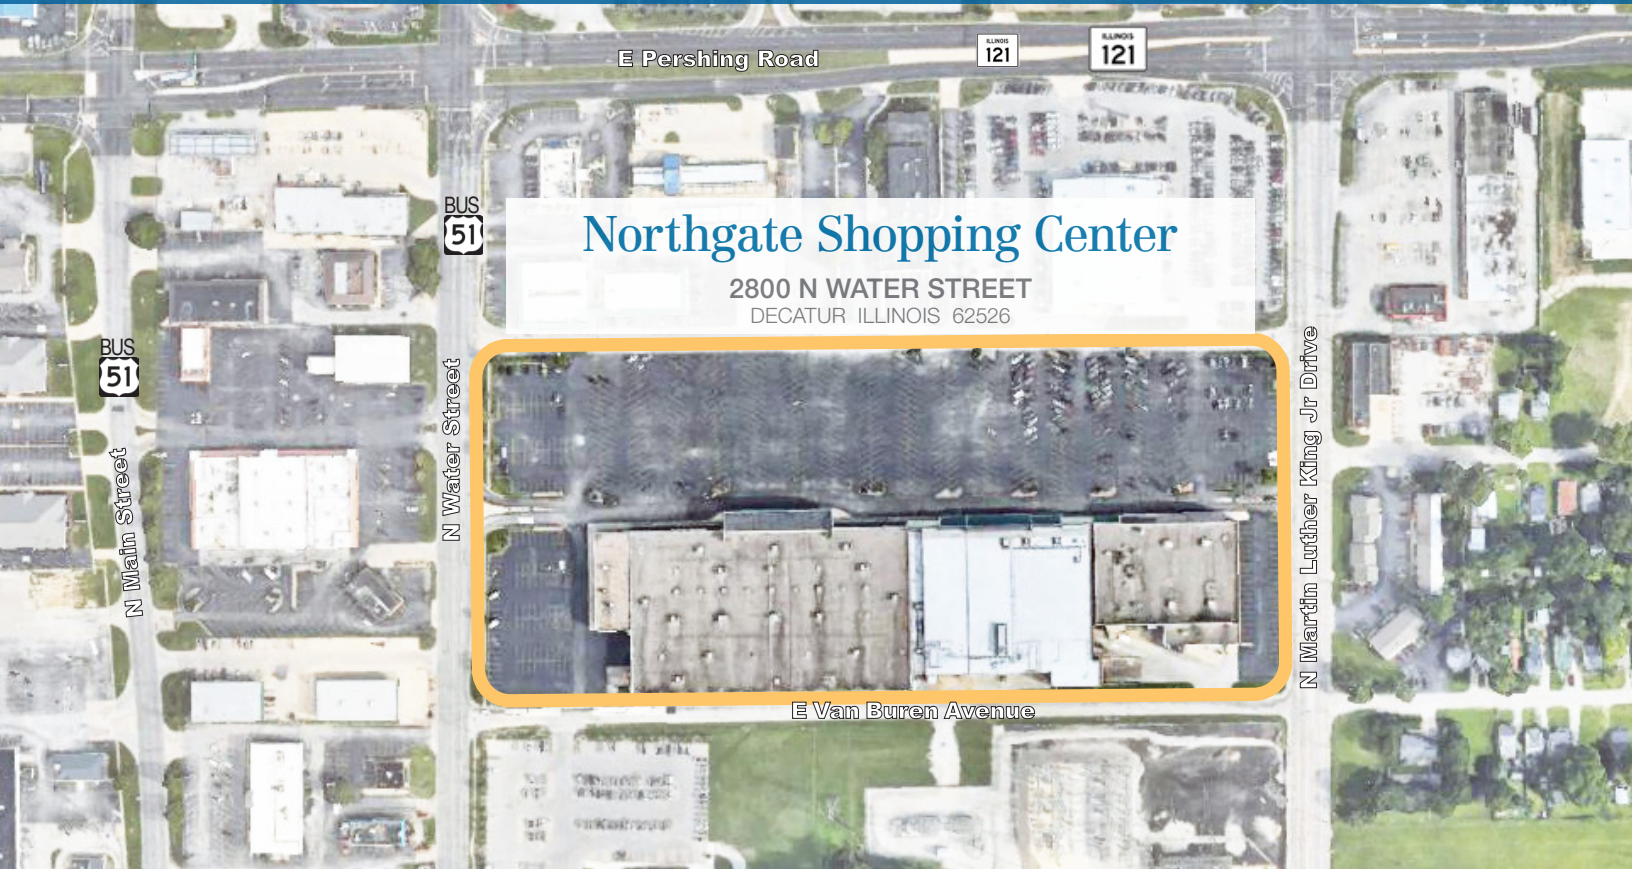 E Pershing Road
ILLINOIS
121
ILLINOIS
121
BUS
51
Northgate Shopping Center
2800 N WATER STREET
DECATUR ILLINOIS 62526
BUS
51
N Main Street
N Water Street
N Martin Luther King Jr Drive
E Van Buren Avenue